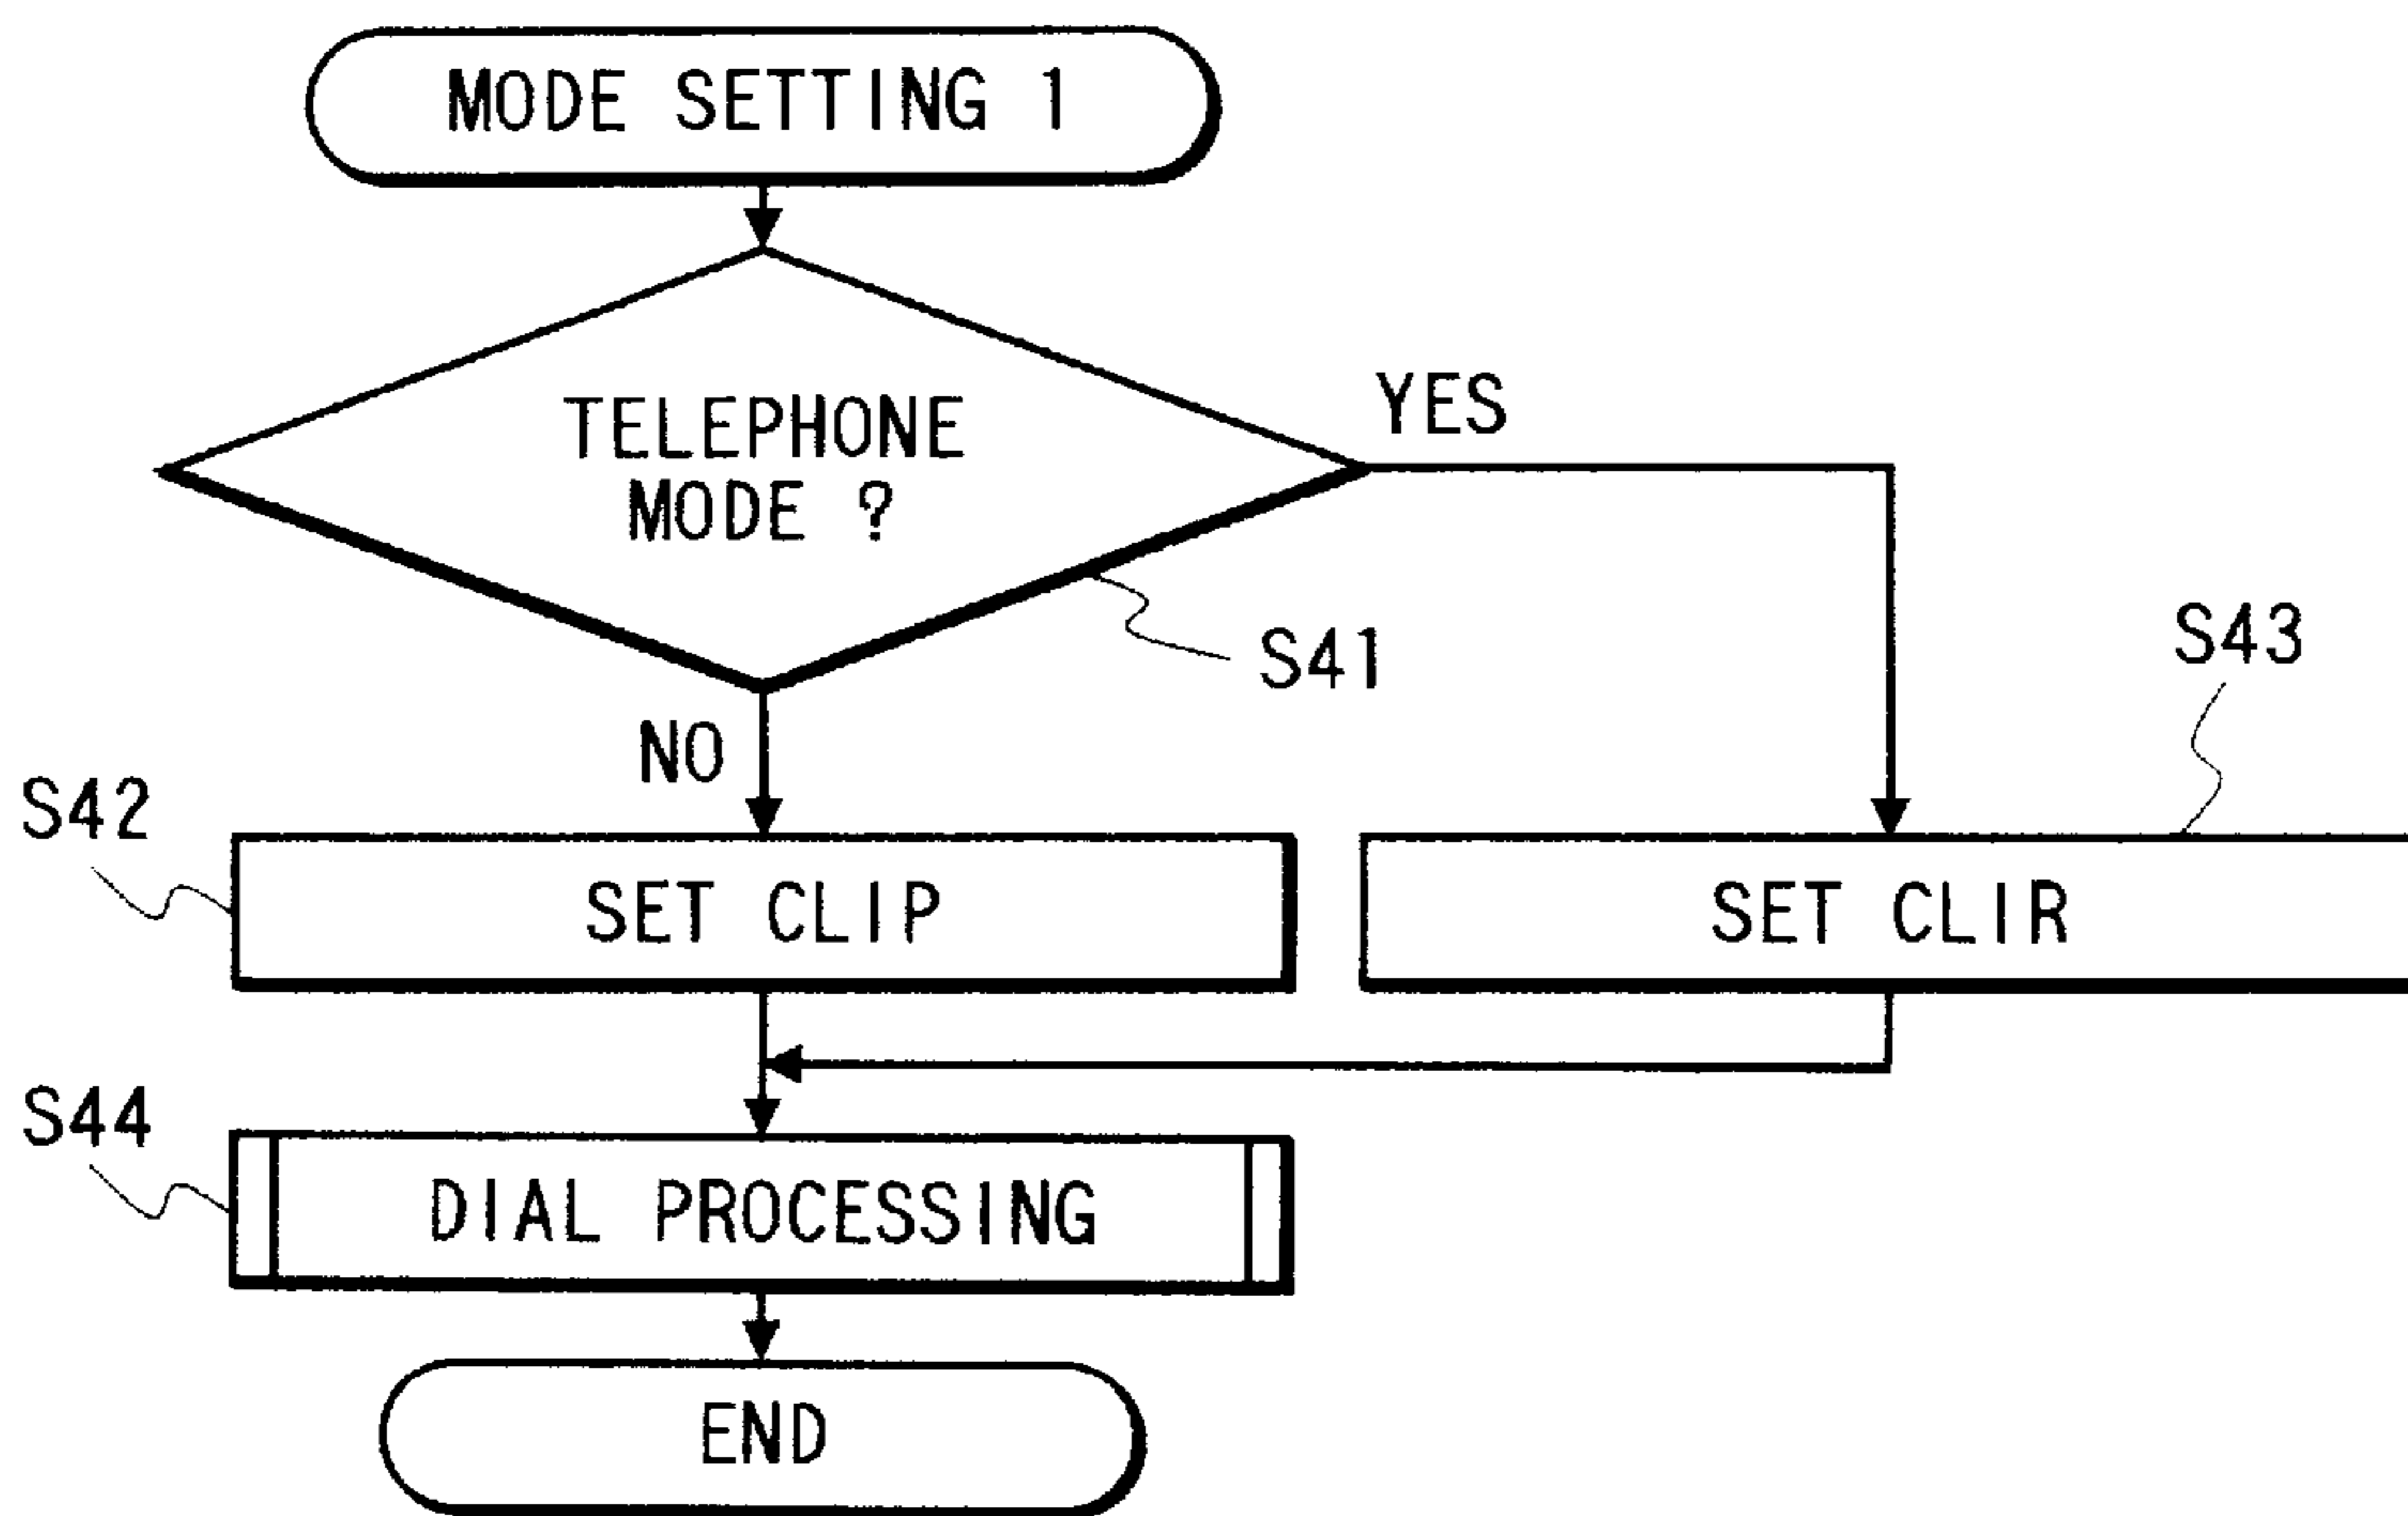 MODE SETTING 1
TELEPHONE
MODE ?
YES
S41
S43
NO
S42
SET CLIP
SET CLIR
S44
DIAL PROCESSING
END